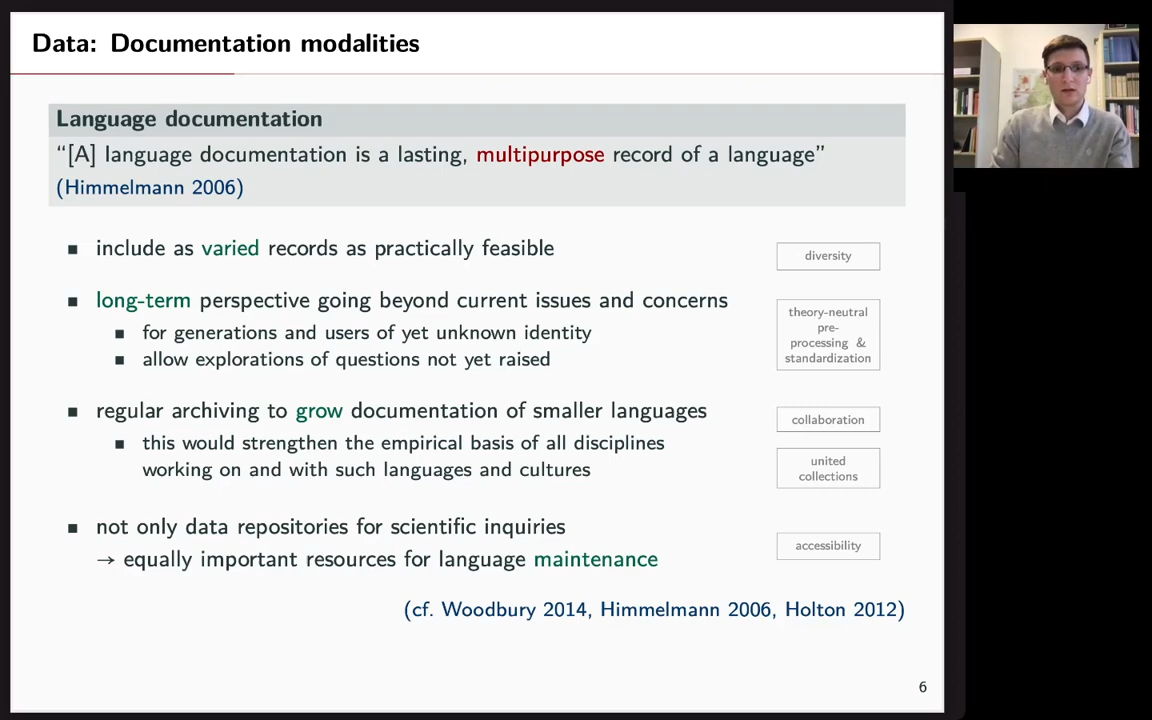 Data: Documentation modalities
Language documentation
“[A] language documentation is a lasting, multipurpose record of a language”
(Himmelmann 2006)
■ include as varied records as practically feasible
diversity
■ long-term perspective going beyond current issues and concerns
■ for generations and users of yet unknown identity
■ allow explorations of questions not yet raised
theory-neutral
pre-
processing &
standardization
■ regular archiving to grow documentation of smaller languages
■ this would strengthen the empirical basis of all disciplines
working on and with such languages and cultures
collaboration
united
collections
■ not only data repositories for scientific inquiries
→ equally important resources for language maintenance
accessibility
(cf. Woodbury 2014, Himmelmann 2006, Holton 2012)
6